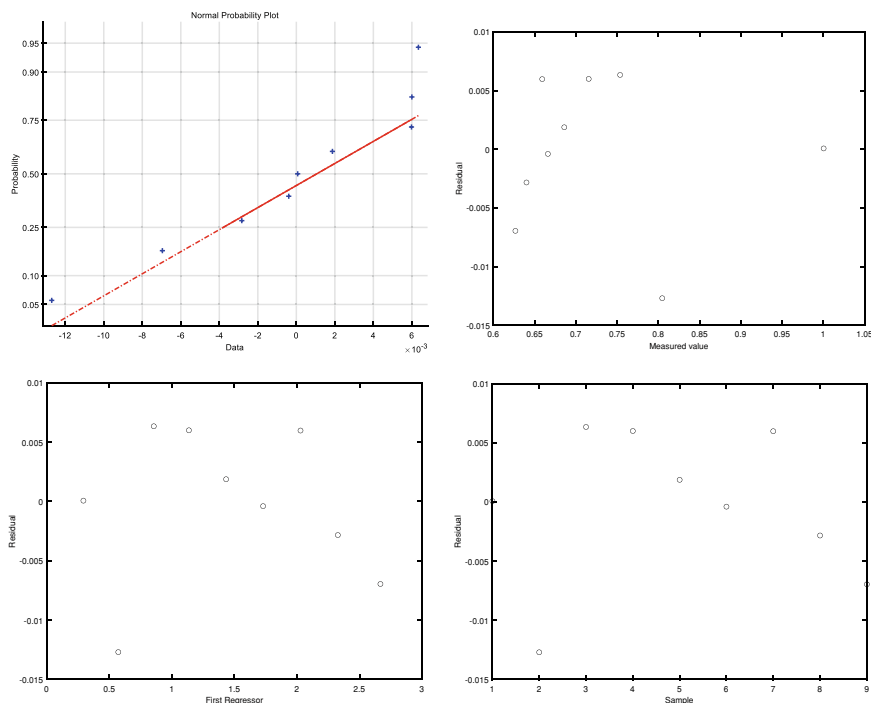 Normal Probability Plot
0.95
0.90
0.75
0.50
0.25
0.10
0.05
Probability
-12 -10 -8 -6 -4 -2 0 2 4 6
Data
×10-3
0.01
0.005
0
-0.005
-0.01
-0.015
Residual
0.6 0.65 0.7 0.75 0.8 0.85 0.9 0.95 1 1.05
Measured value
0.01
0.005
0
-0.005
-0.01
-0.015
Residual
0 0.5 1 1.5 2 2.5 3
First Regressor
0.01
0.005
0
-0.005
-0.01
-0.015
Residual
1 2 3 4 5 6 7 8 9
Sample